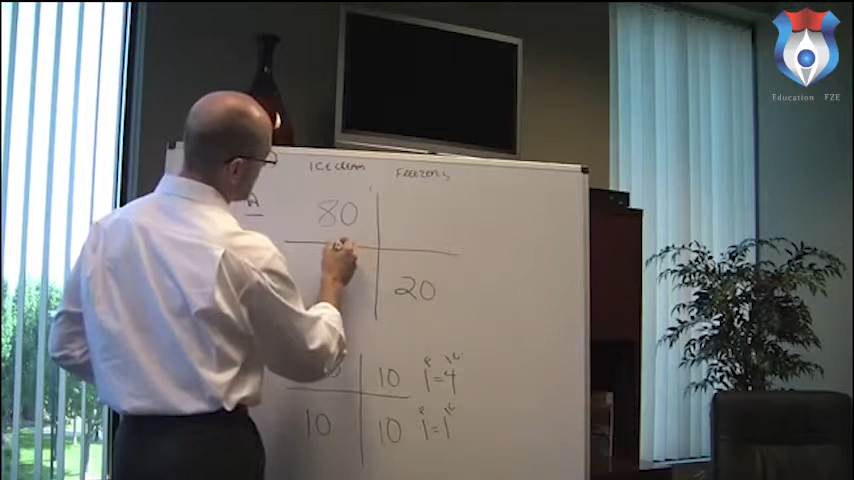 Education FZE
ICE CREAM FREEZERS
A
80
20
10 1=4
10 10 1=1